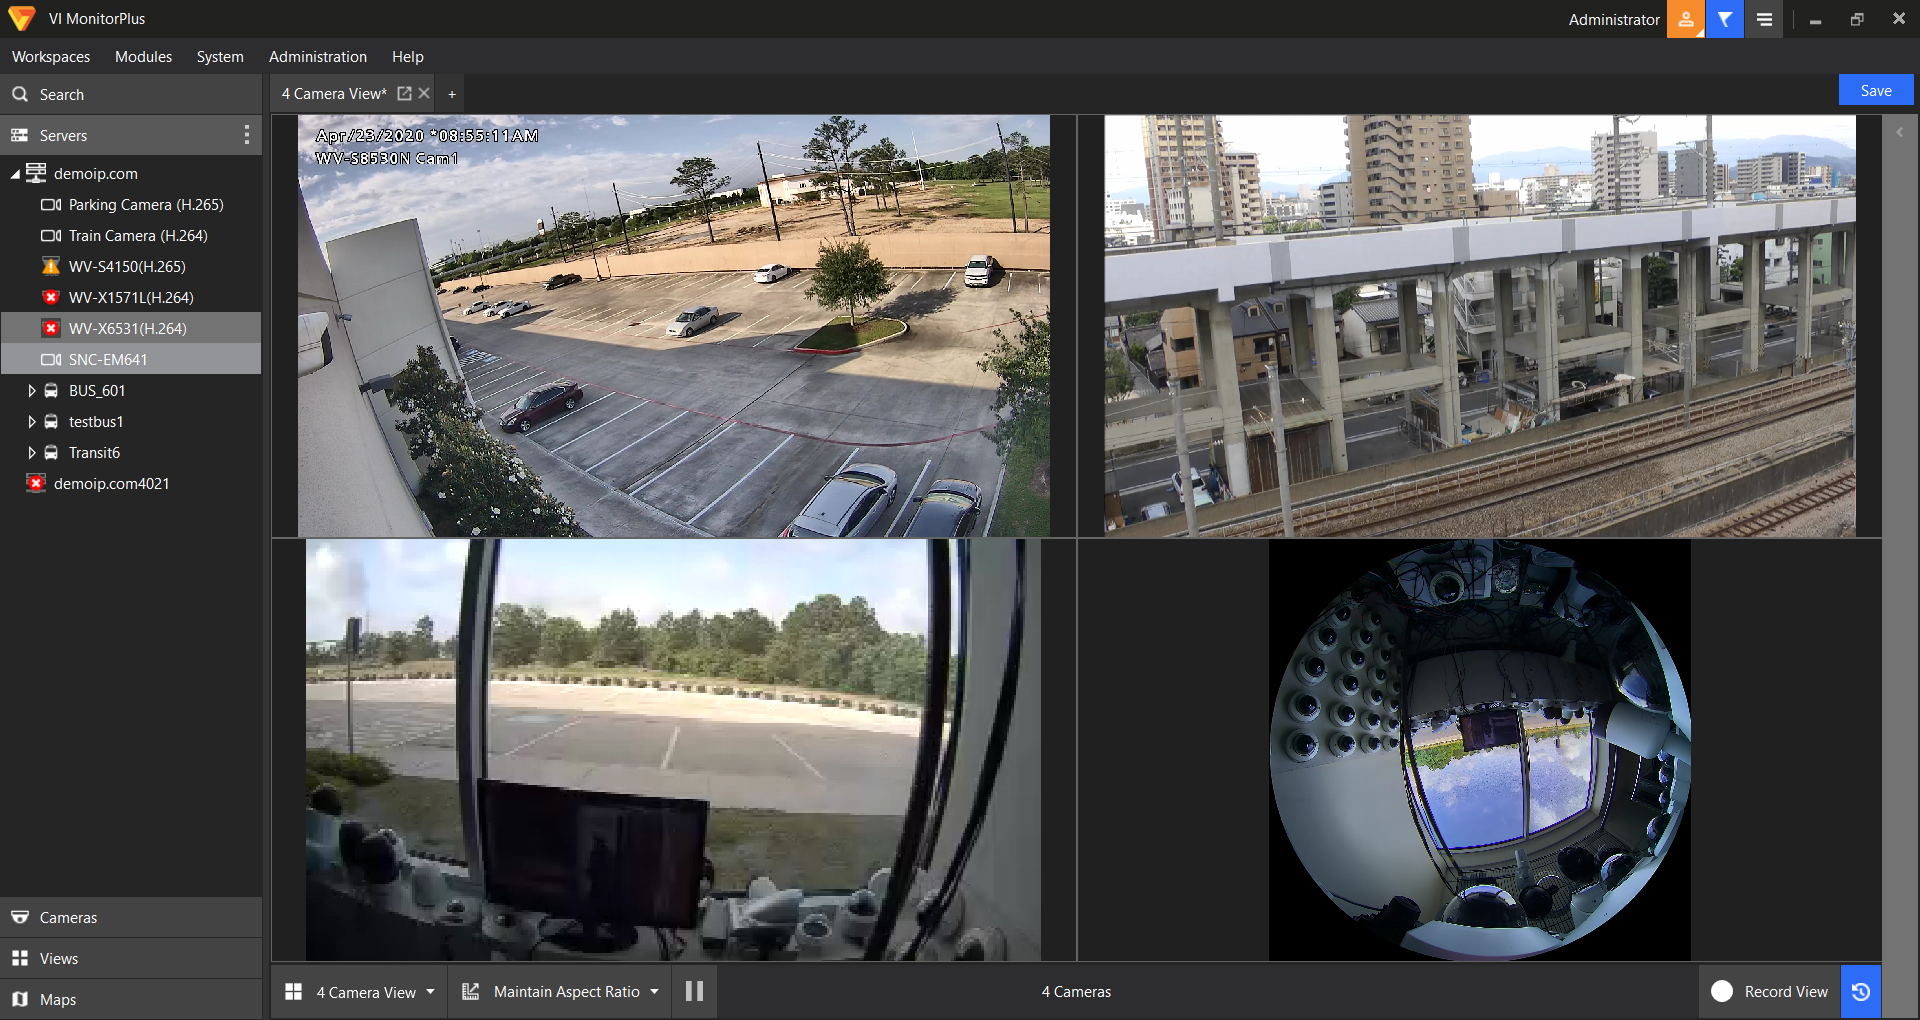 VI MonitorPlus
Administrator
Workspaces Modules System Administration Help
Search
4 Camera View* +
Save
Servers
demoip.com
Parking Camera (H.265)
Train Camera (H.264)
WV-S4150(H.265)
WV-X1571L(H.264)
WV-X6531(H.264)
SNC-EM641
BUS_601
testbus1
Transit6
demoip.com4021
Apr/23/2020 *08:55:11AM
WV-S8530N Cam1
Cameras
Views
Maps
4 Camera View
Maintain Aspect Ratio
4 Cameras
Record View